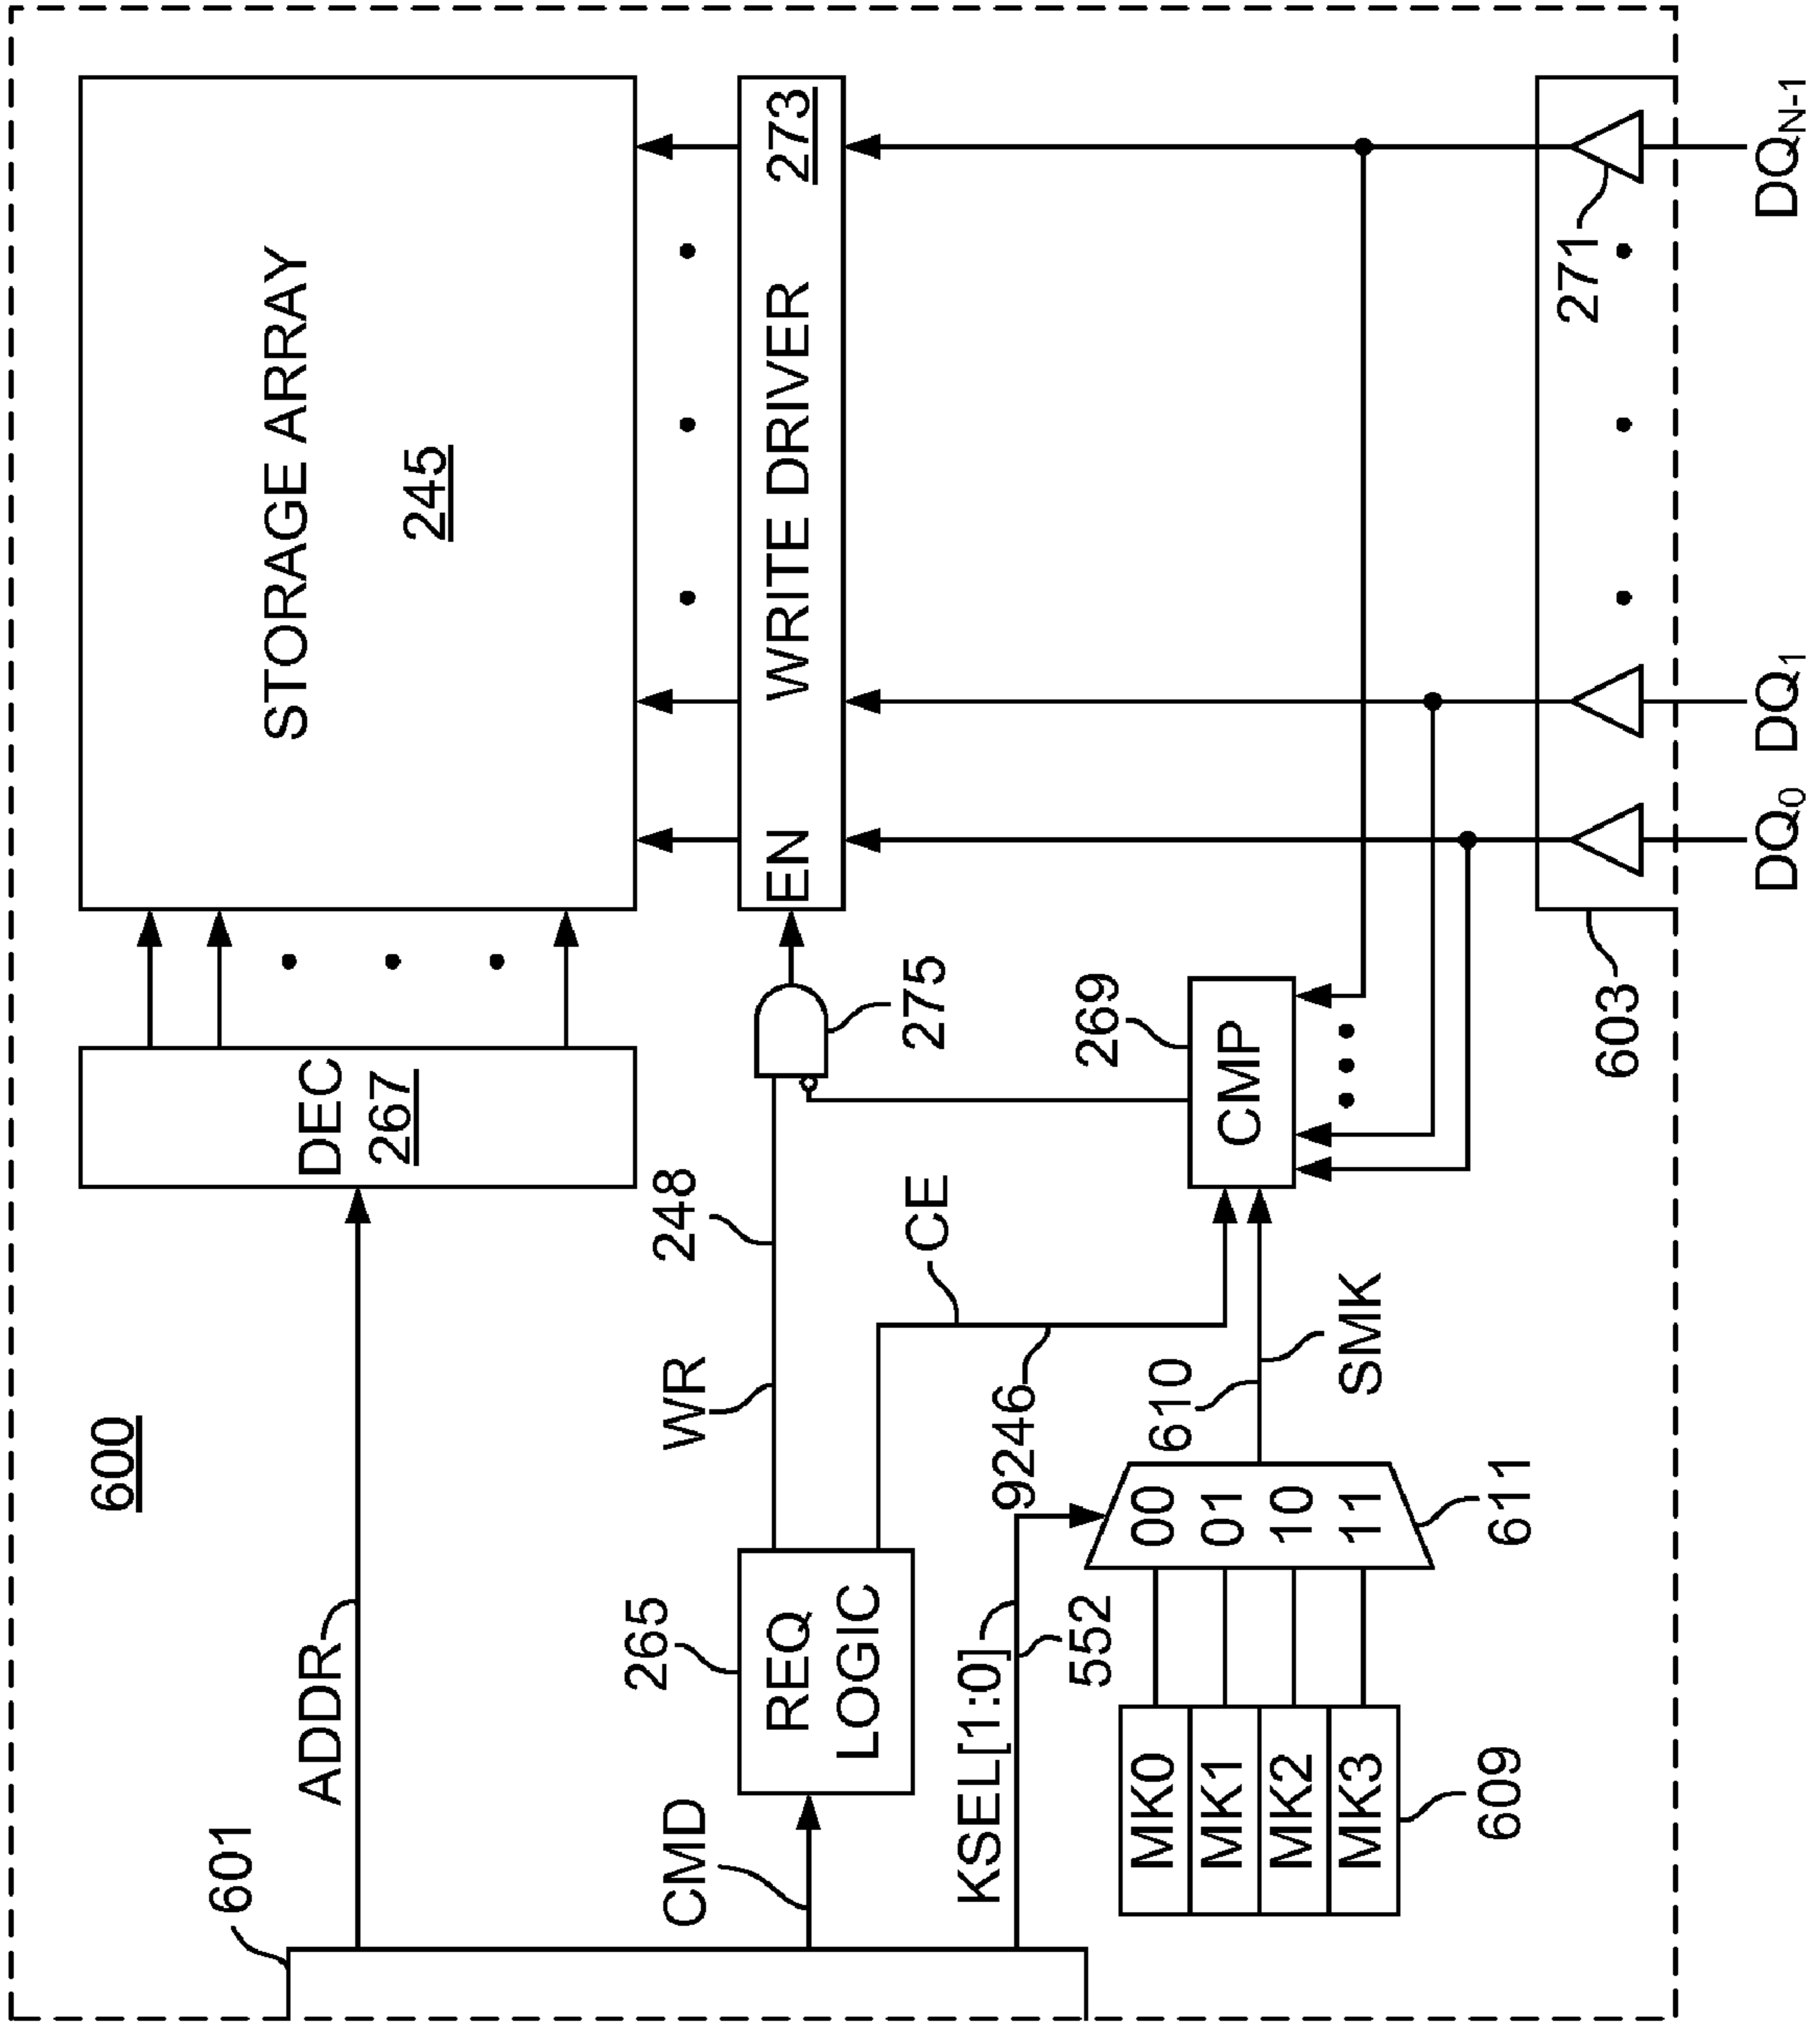 600
601
ADDR
DEC
267
STORAGE ARRAY
245
CMD
265
REQ
LOGIC
WR
248
275
EN
WRITE DRIVER
273
CE
9246
KSEL[1:0]
552
269
CMP
610
SMK
MK0
MK1
MK2
MK3
609
00
01
10
11
611
603
271
DQ0
DQ1
DQN-1